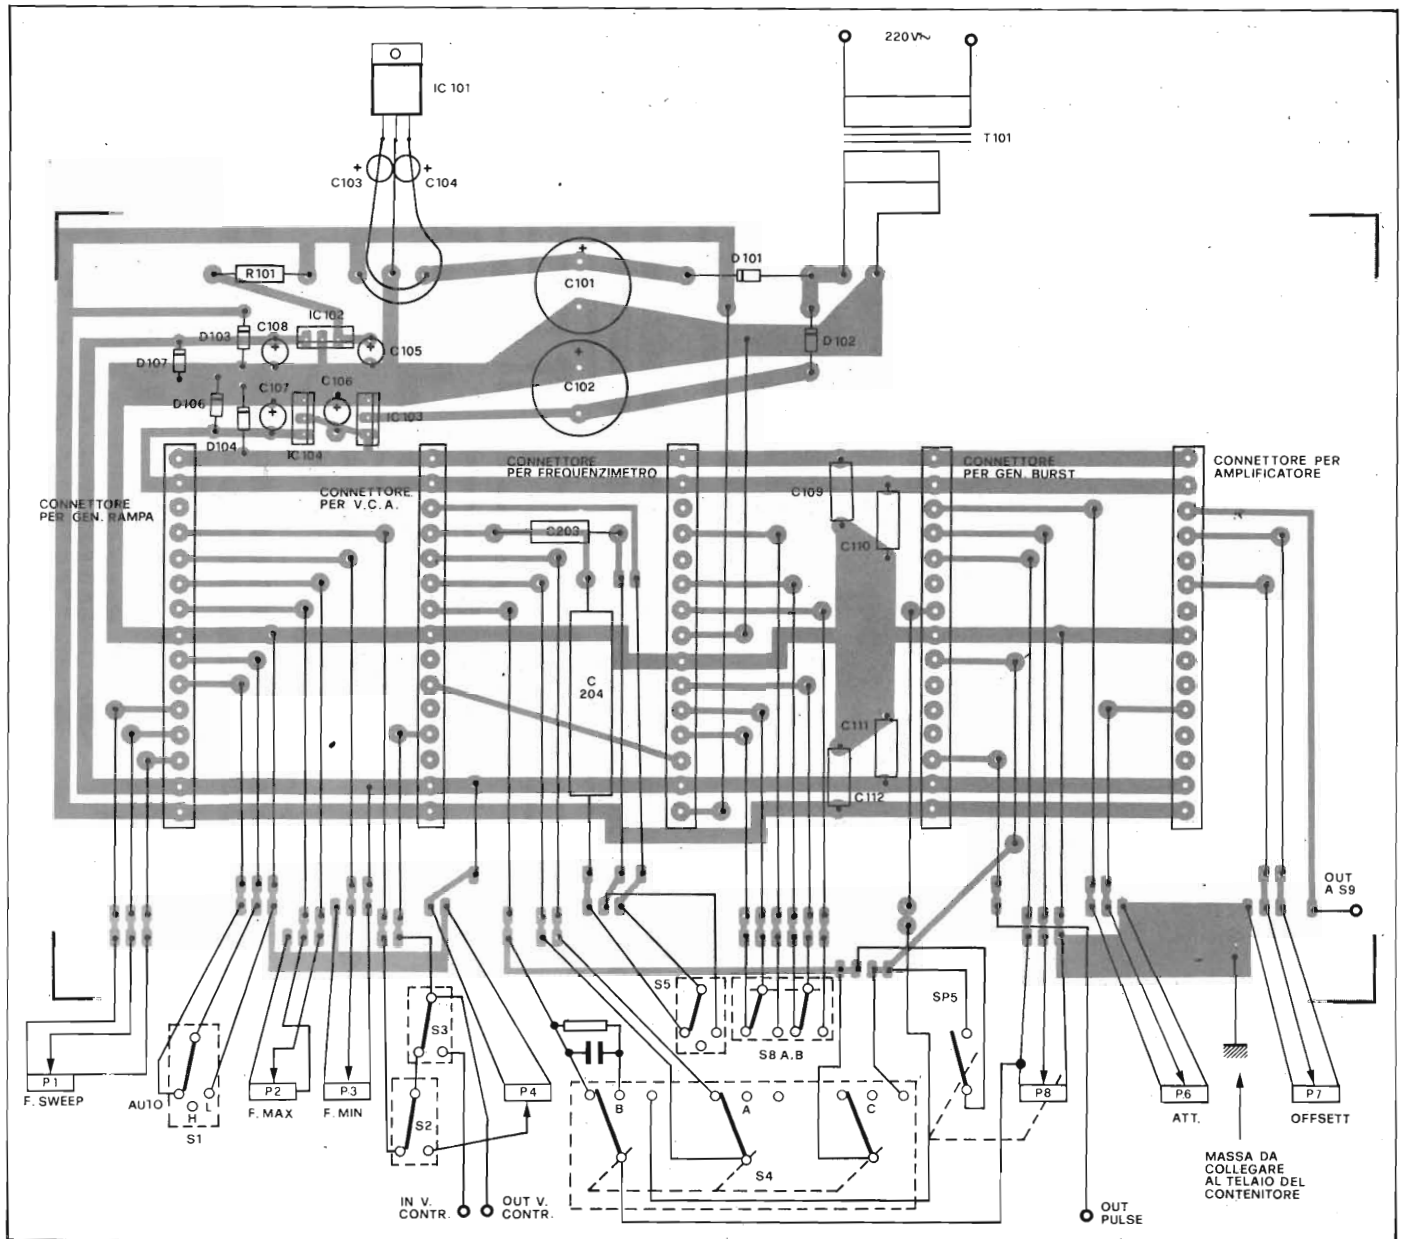 220V~
IC 101
T101
C103
C104
D 101
R101
C101
IC102
C108
D103
C105
D102
D107
C107
C106
C102
D106
IC103
D104
IC104
CONNETTORE
PER GEN. RAMPA
CONNETTORE
PER V.C.A.
CONNETTORE
PER FREQUENZIMETRO
CONNETTORE
PER GEN. BURST
CONNETTORE PER
AMPLIFICATORE
C109
C203
C110
C
204
C111
C112
OUT
A S9
S5
SP5
S3
S8 A.B
P1
F. SWEEP
AUTO
L
H
S1
P2
F. MAX
P3
F. MIN
P4
S2
B
A
C
S4
P8
P6
ATT.
P7
OFFSETT
IN V.
CONTR.
OUT V.
CONTR.
OUT
PULSE
MASSA DA
COLLEGARE
AL TELAIO DEL
CONTENITORE